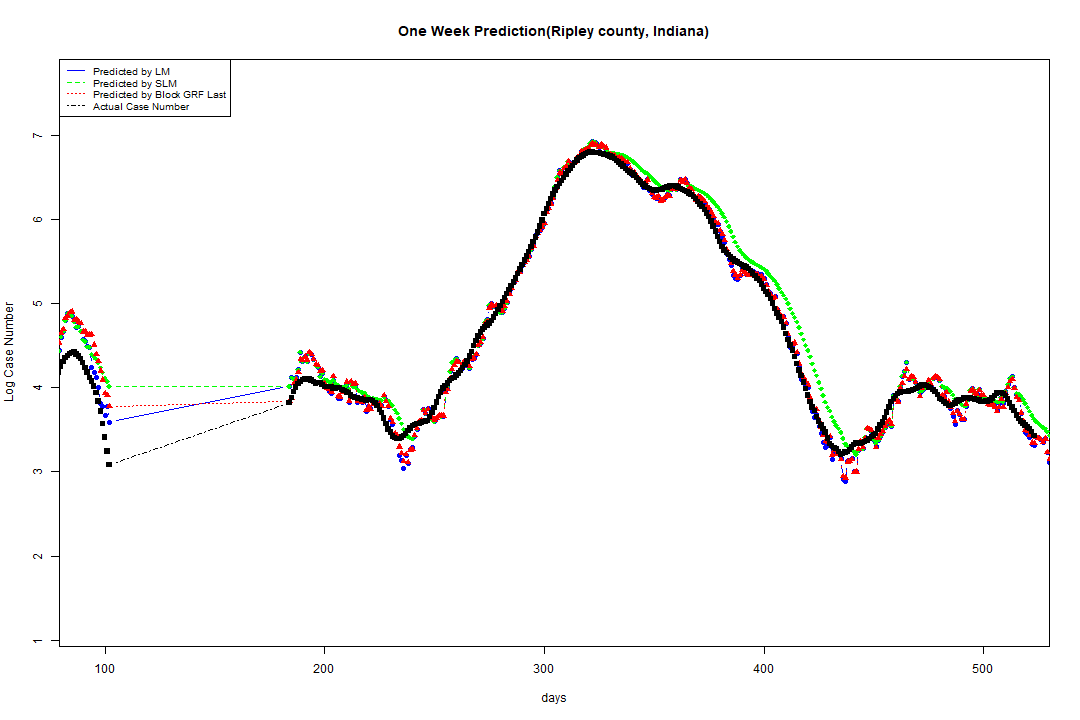 One Week Prediction(Ripley county, Indiana)
Predicted by LM
Predicted by SLM
Predicted by Block GRF Last
Actual Case Number
Log Case Number
7
6
5
4
3
2
1
100 200 300 400 500
days